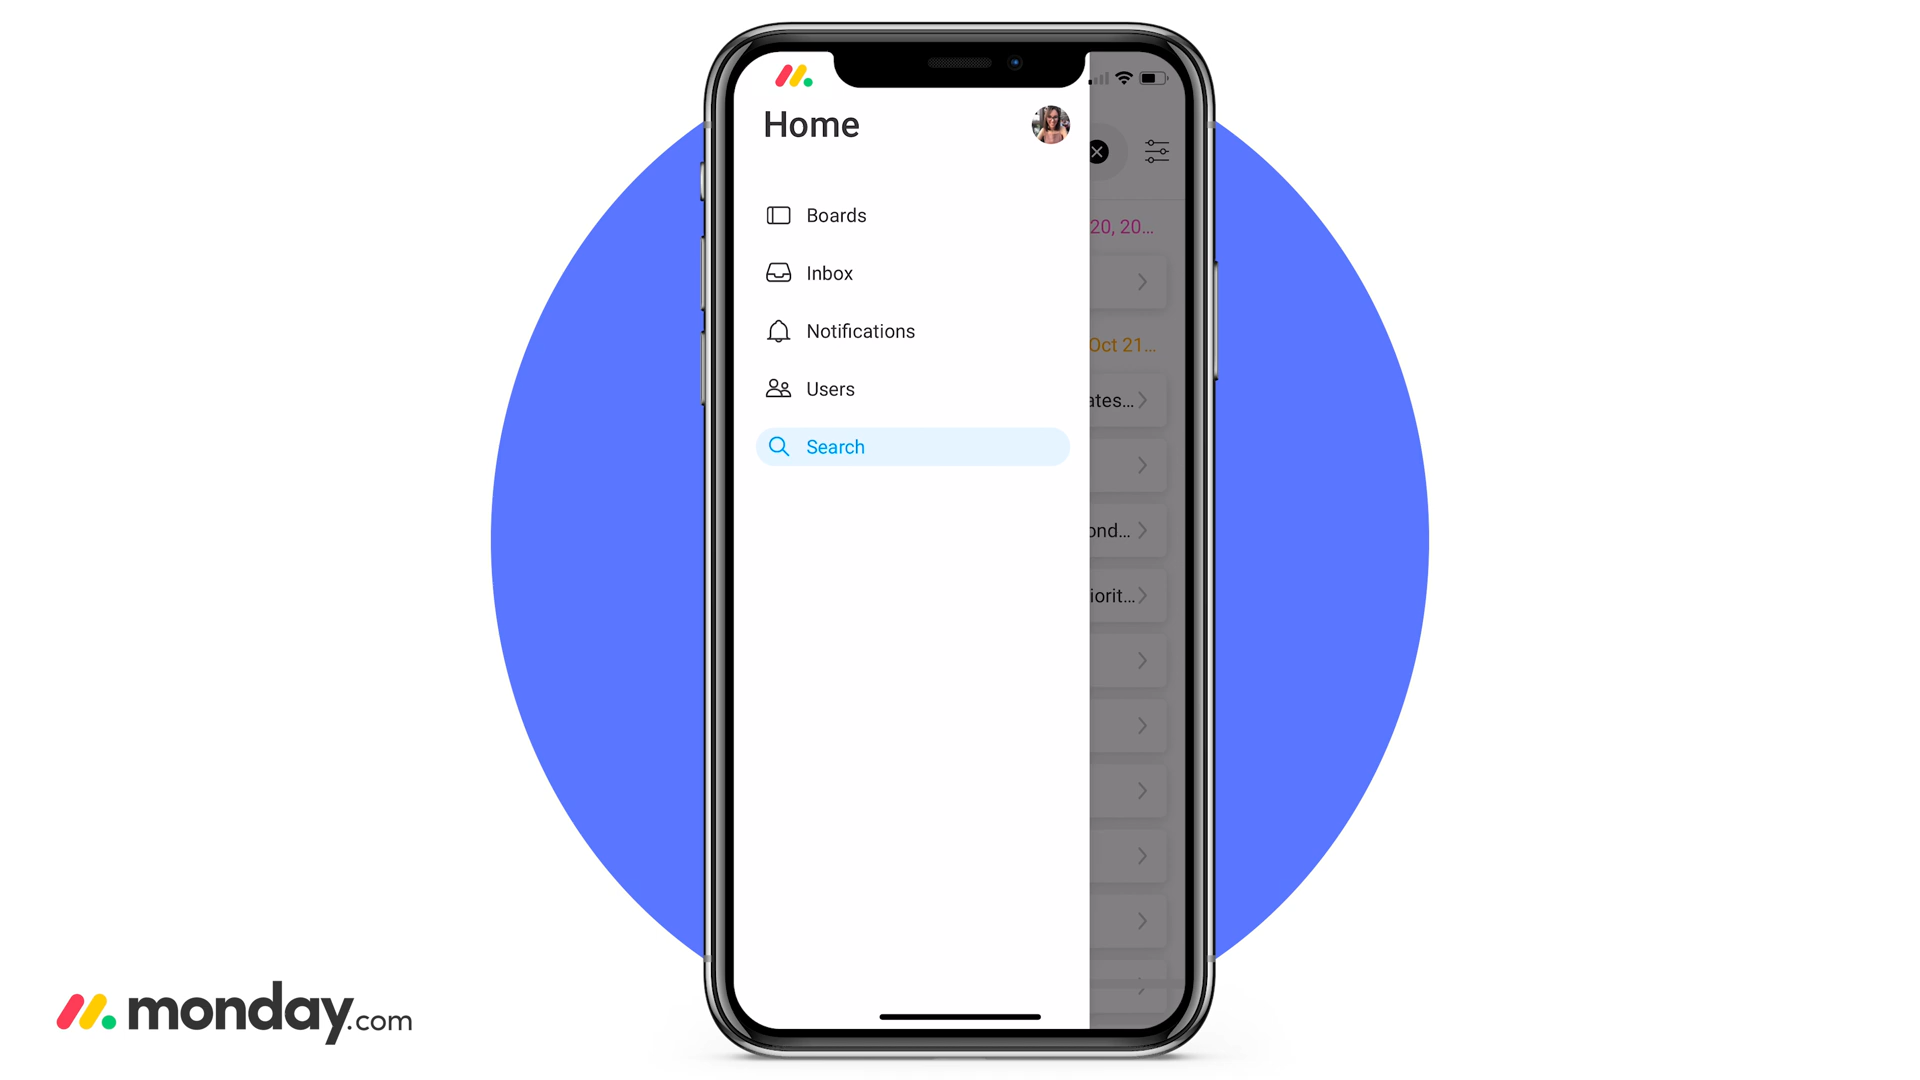 Home
Boards
Inbox
Notifications
Users
Search
20, 20...
Oct 21...
ates...
ond...
iorit...
monday.com